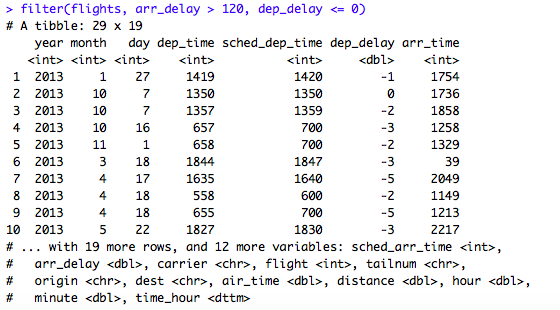 > filter(flights, arr_delay > 120, dep_delay <= 0)
# A tibble: 29 x 19
year month day dep_time sched_dep_time dep_delay arr_time
<int> <int> <int> <int> <int> <dbl> <int>
1 2013 1 27 1419 1420 -1 1754
2 2013 10 7 1350 1350 0 1736
3 2013 10 7 1357 1359 -2 1858
4 2013 10 16 657 700 -3 1258
5 2013 11 1 658 700 -2 1329
6 2013 3 18 1844 1847 -3 39
7 2013 4 17 1635 1640 -5 2049
8 2013 4 18 558 600 -2 1149
9 2013 4 18 655 700 -5 1213
10 2013 5 22 1827 1830 -3 2217
# ... with 19 more rows, and 12 more variables: sched_arr_time <int>,
# arr_delay <dbl>, carrier <chr>, flight <int>, tailnum <chr>,
# origin <chr>, dest <chr>, air_time <dbl>, distance <dbl>, hour <dbl>,
# minute <dbl>, time_hour <dttm>